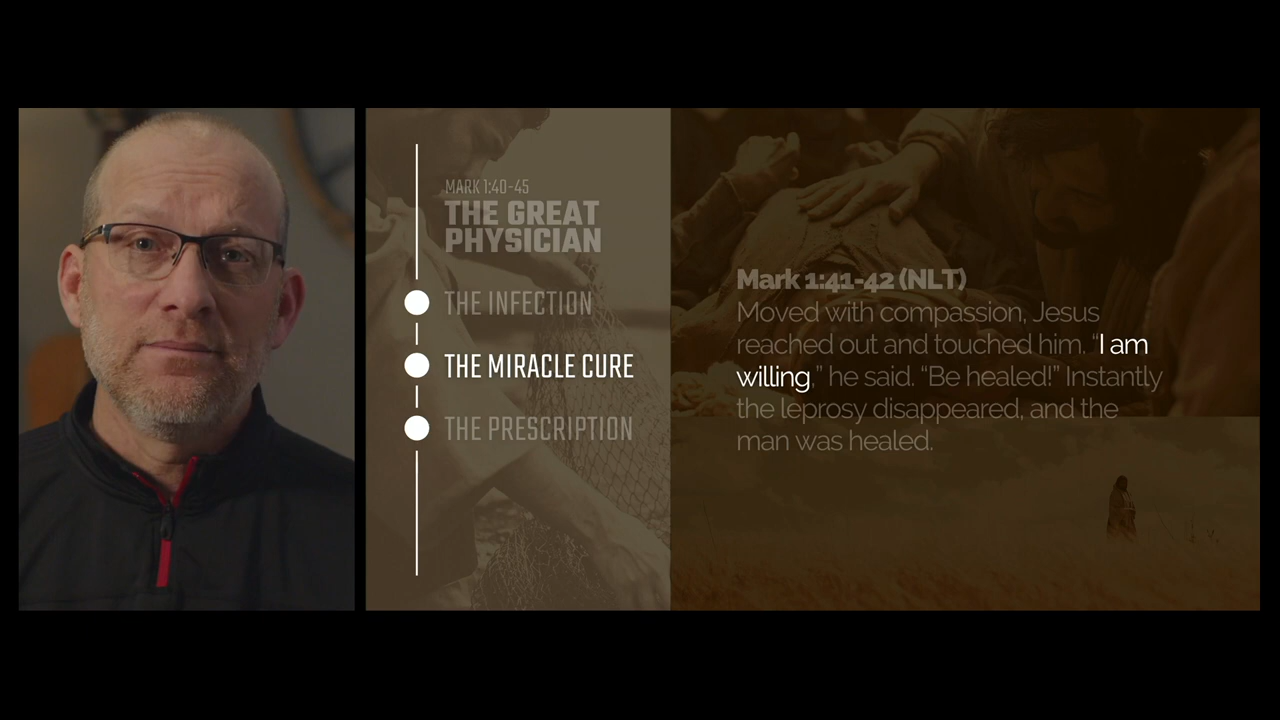 MARK 1:40-45
THE GREAT
PHYSICIAN
THE INFECTION
THE MIRACLE CURE
THE PRESCRIPTION
Mark 1:41-42 (NLT)
Moved with compassion, Jesus
reached out and touched him. “I am
willing,” he said. “Be healed!” Instantly
the leprosy disappeared, and the
man was healed.